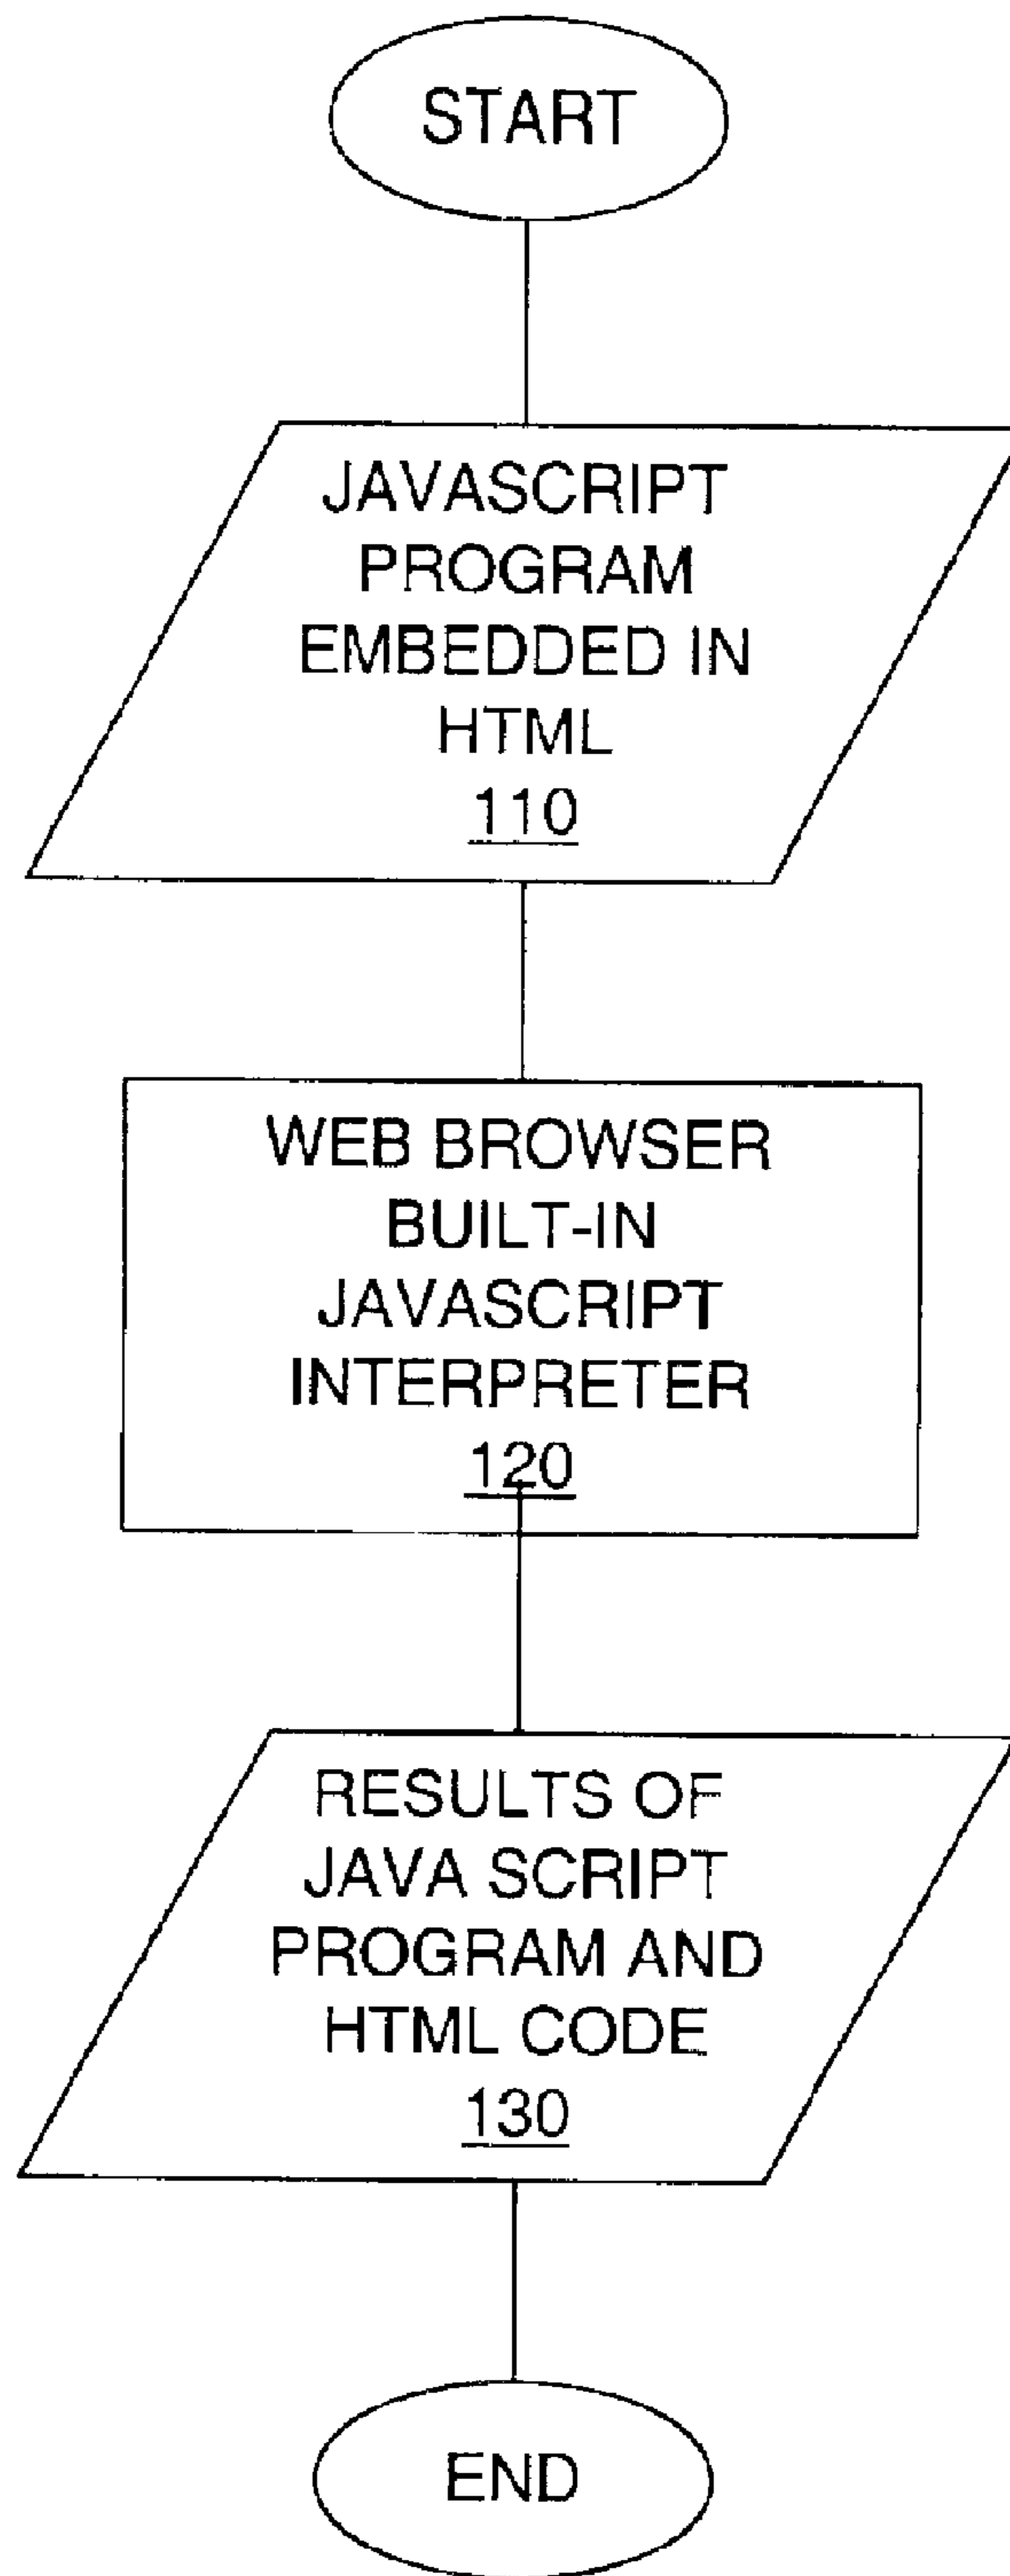 START
JAVASCRIPT
PROGRAM
EMBEDDED IN
HTML
110
WEB BROWSER
BUILT-IN
JAVASCRIPT
INTERPRETER
120
RESULTS OF
JAVA SCRIPT
PROGRAM AND
HTML CODE
130
END